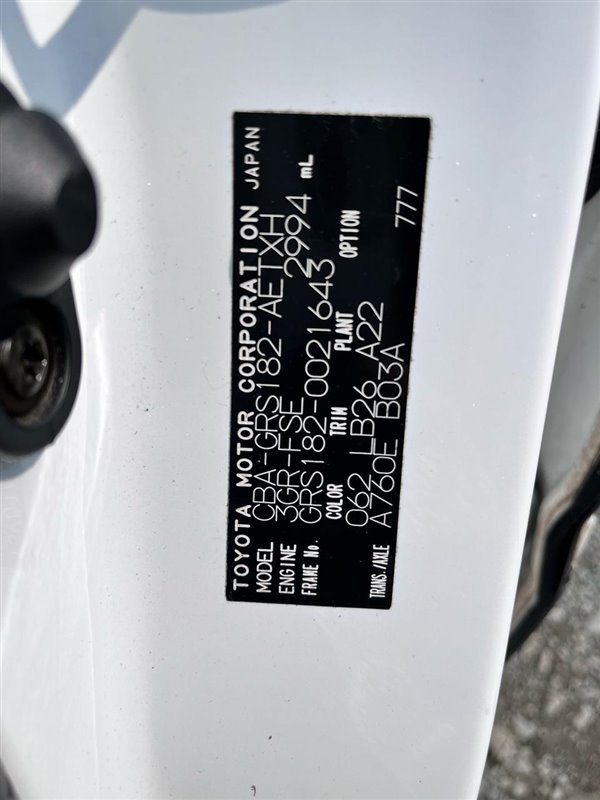 TOYOTA MOTOR CORPORATION JAPAN
MODEL CBA-GRS182-AETXH
ENGINE 3GR-FSE 2994 mL
FRAME No. GRS182-0021643
COLOR TRIM PLANT OPTION
062 LB26 A22
TRANS./AXLE A760E B03A 777